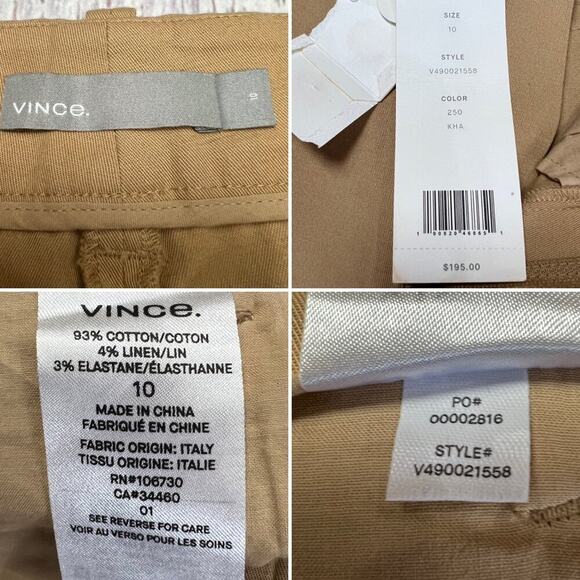 VINCE.
10
SIZE
10
STYLE
V490021558
COLOR
250
KHA
$195.00
VINCE.
93% COTTON/COTON
4% LINEN/LIN
3% ELASTANE/ÉLASTHANNE
10
MADE IN CHINA
FABRIQUÉ EN CHINE
FABRIC ORIGIN: ITALY
TISSU ORIGINE: ITALIE
RN#106730
CA#34460
01
SEE REVERSE FOR CARE
VOIR AU VERSO POUR LES SOINS
PO#
00002816
STYLE#
V490021558